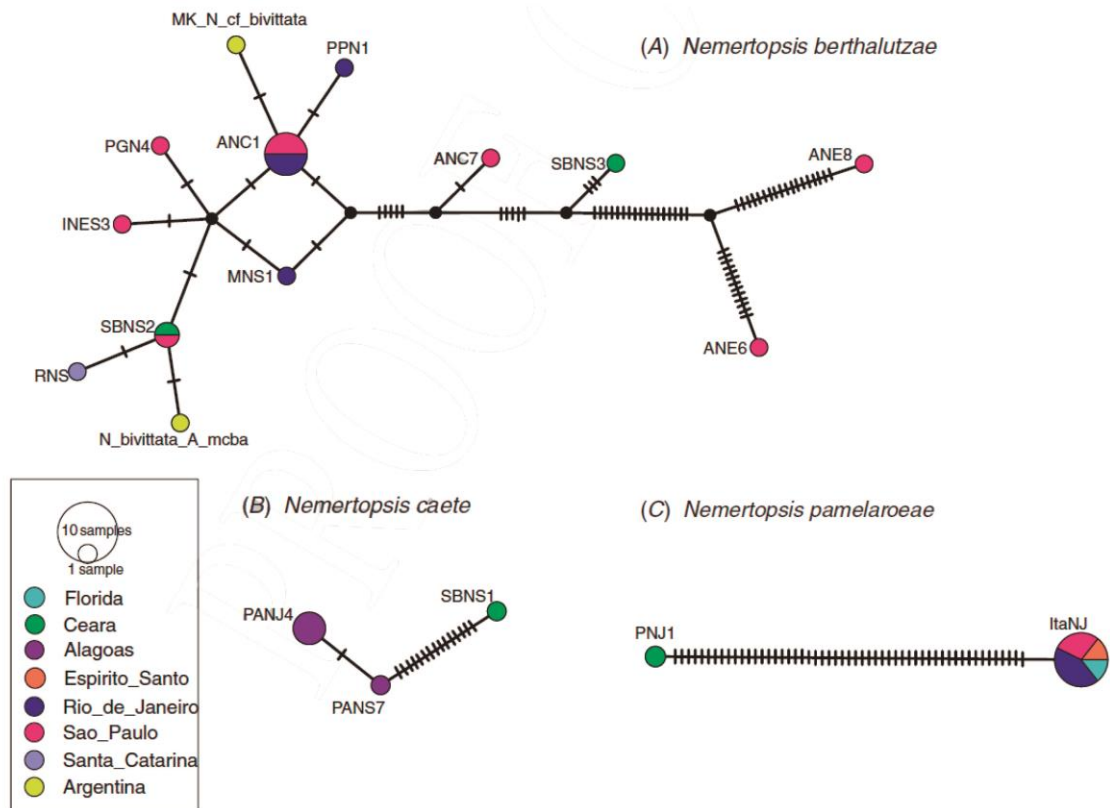 MK_N_cf_bivittata
PPN1
(A) Nemertopsis berthalutzae
PGN4
ANC1
ANC7
SBNS3
ANE8
INES3
MNS1
SBNS2
RNS
ANE6
N_bivittata_A_mcba
10 samples
1 sample
Florida
Ceara
Alagoas
Espirito_Santo
Rio_de_Janeiro
Sao_Paulo
Santa_Catarina
Argentina
(B) Nemertopsis caete
PANJ4
SBNS1
PANS7
(C) Nemertopsis pamelaroeae
PNJ1
ItaNJ